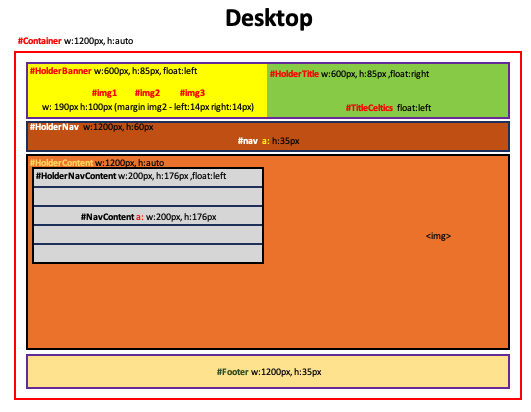 Desktop
#Container w:1200px, h:auto
#HolderBanner w:600px, h:85px, float:left
#HolderTitle w:600px, h:85px ,float:right
#img1 #img2 #img3
w: 190px h:100px (margin img2 - left:14px right:14px)
#TitleCeltics float:left
#HolderNav w:1200px, h:60px
#nav a: h:35px
#HolderContent w:1200px, h:auto
#HolderNavContent w:200px, h:176px ,float:left
#NavContent a: w:200px, h:176px
<img>
#Footer w:1200px, h:35px